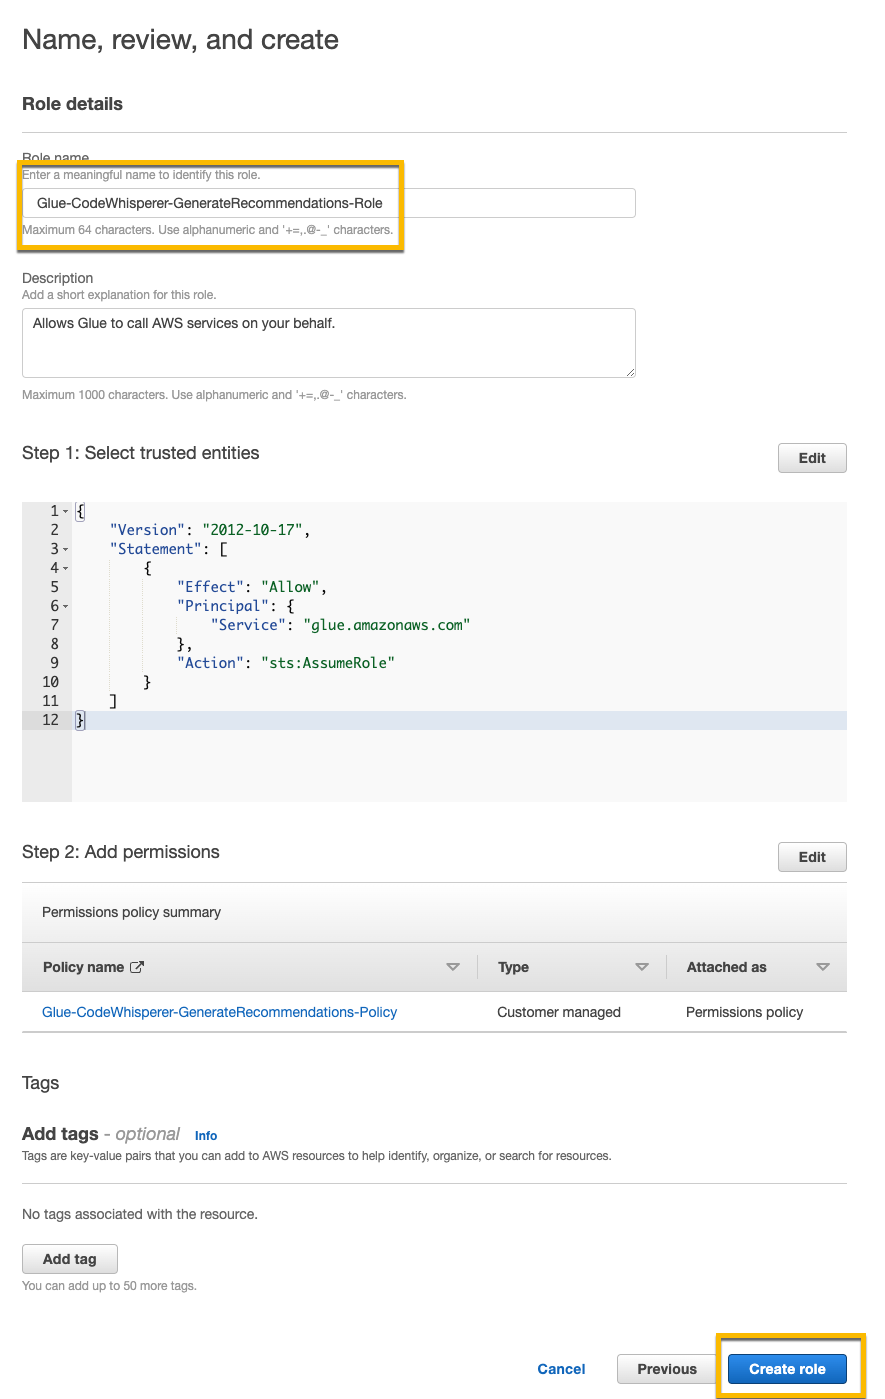 Name, review, and create
Role details
Role name
Enter a meaningful name to identify this role.
Glue-CodeWhisperer-GenerateRecommendations-Role
Maximum 64 characters. Use alphanumeric and '+=,.@-_' characters.
Description
Add a short explanation for this role.
Allows Glue to call AWS services on your behalf.
Maximum 1000 characters. Use alphanumeric and '+=,.@-_' characters.
Step 1: Select trusted entities
Edit
1 {
2     "Version": "2012-10-17",
3     "Statement": [
4         {
5             "Effect": "Allow",
6             "Principal": {
7                 "Service": "glue.amazonaws.com"
8             },
9             "Action": "sts:AssumeRole"
10         }
11     ]
12 }
Step 2: Add permissions
Edit
Permissions policy summary
Policy name Type Attached as
Glue-CodeWhisperer-GenerateRecommendations-Policy Customer managed Permissions policy
Tags
Add tags - optional Info
Tags are key-value pairs that you can add to AWS resources to help identify, organize, or search for resources.
No tags associated with the resource.
Add tag
You can add up to 50 more tags.
Cancel Previous Create role